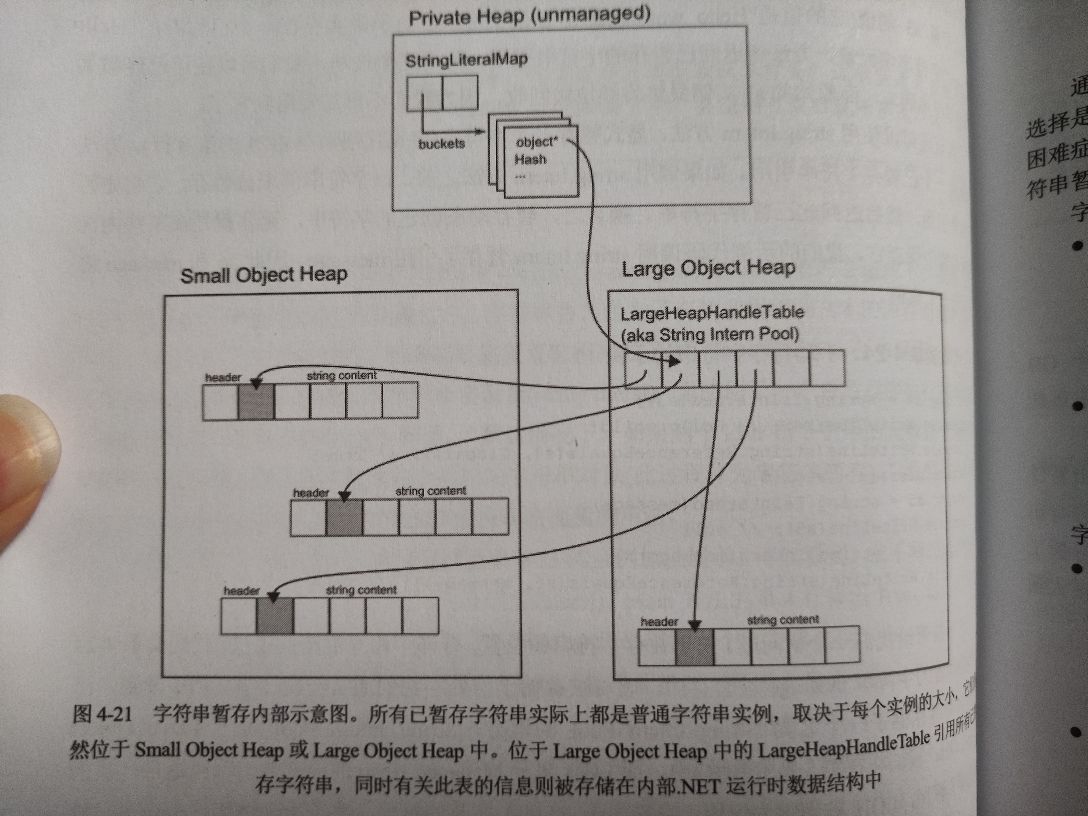 Private Heap (unmanaged)
StringLiteralMap
buckets
object*
Hash
...
Small Object Heap
Large Object Heap
LargeHeapHandleTable
(aka String Intern Pool)
header
string content
header
string content
header
string content
header
string content
图 4-21 字符串暂存内部示意图。所有已暂存字符串实际上都是普通字符串实例，取决于每个实例的大小，它
然位于 Small Object Heap 或 Large Object Heap 中。位于 Large Object Heap 中的 LargeHeapHandleTable 引用所有
存字符串，同时有关此表的信息则被存储在内部.NET 运行时数据结构中
通
选择是
困难症
符串暂
字
字